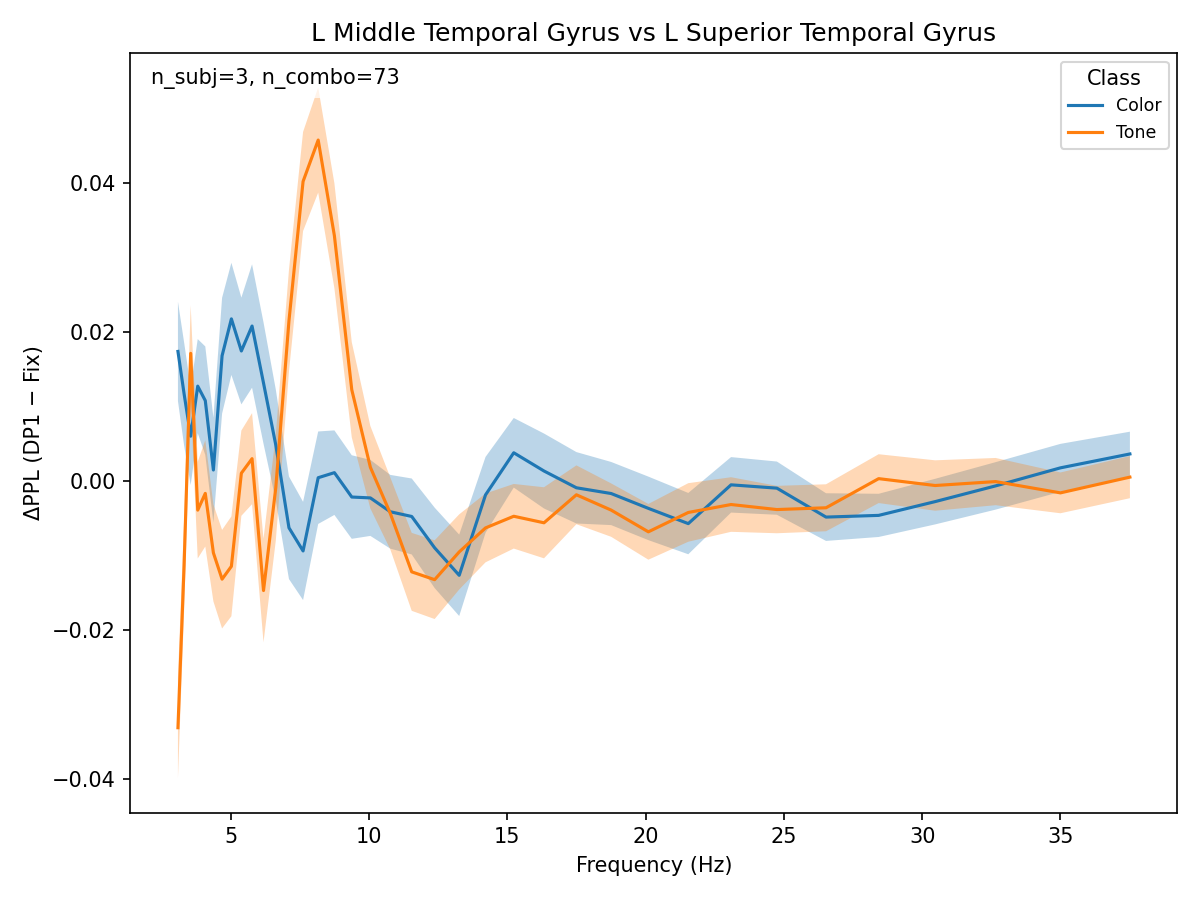 L Middle Temporal Gyrus vs L Superior Temporal Gyrus
n_subj=3, n_combo=73
Class
Color
Tone
ΔPPL (DP1 − Fix)
0.04
0.02
0.00
−0.02
−0.04
5 10 15 20 25 30 35
Frequency (Hz)